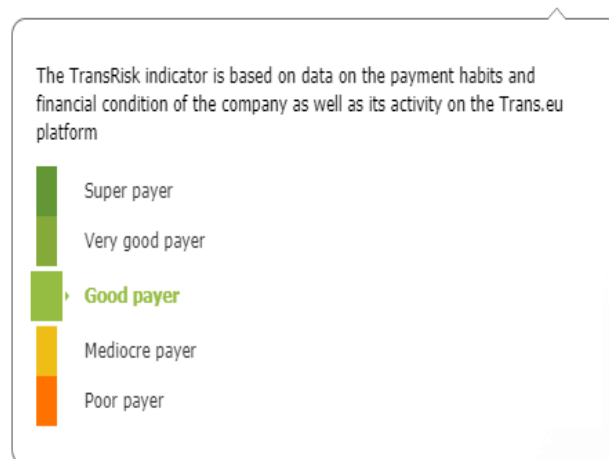 The TransRisk indicator is based on data on the payment habits and
financial condition of the company as well as its activity on the Trans.eu
platform
Super payer
Very good payer
Good payer
Mediocre payer
Poor payer